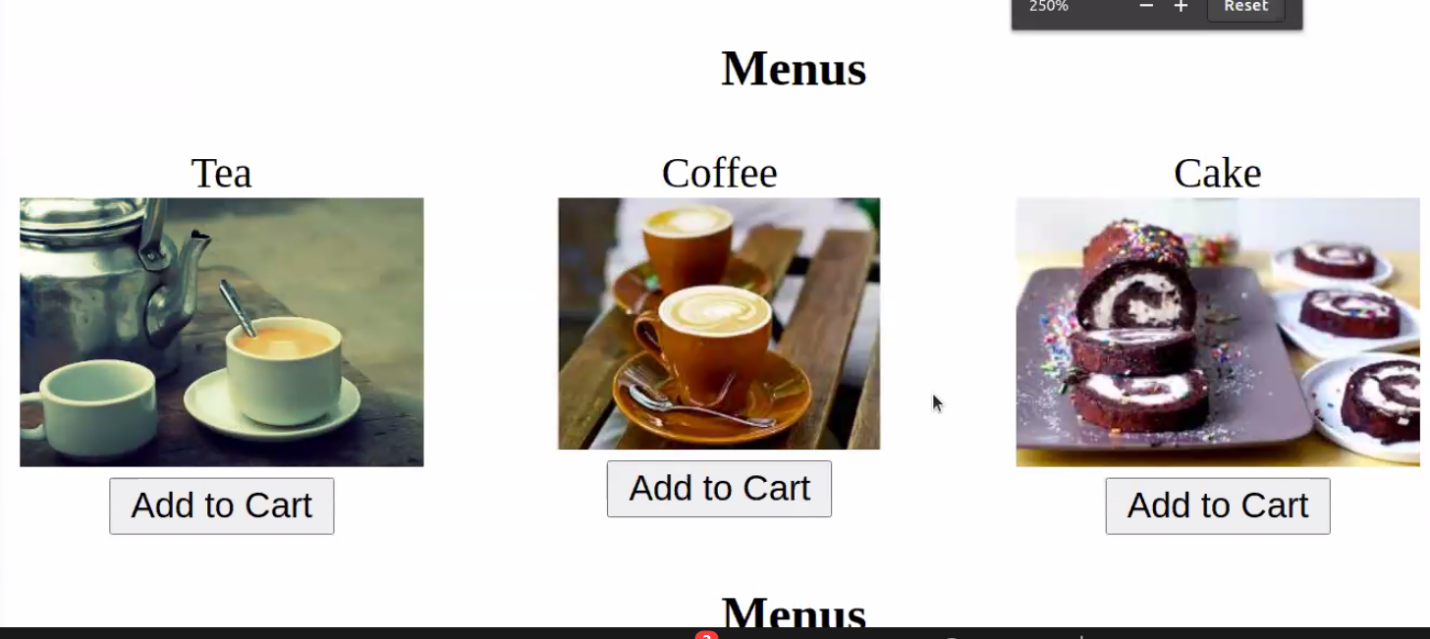 250% − + Reset
Menus
Tea Coffee Cake
Add to Cart Add to Cart Add to Cart
Menus